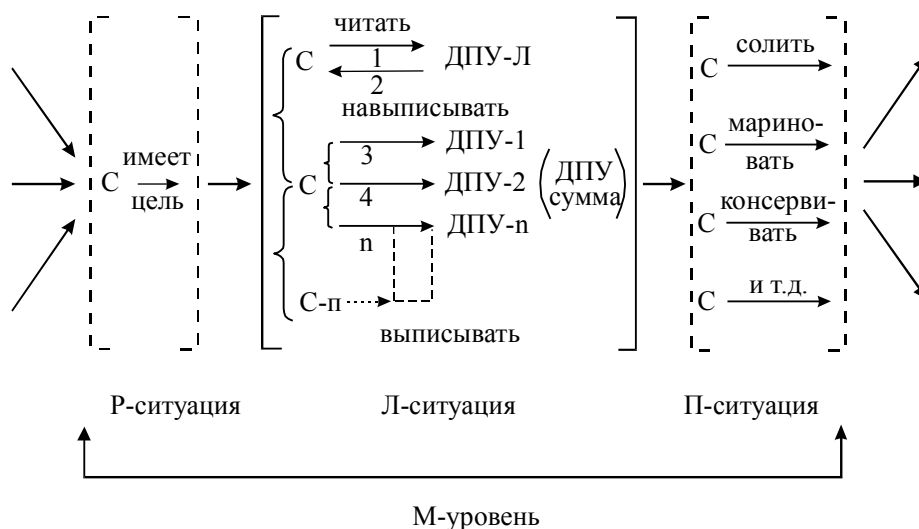 имеет
С
цель
читать
С
1
ДПУ-Л
2
навыписывать
3
ДПУ-1
С
4
ДПУ-2
ДПУ
сумма
n
ДПУ-n
С-п
выписывать
солить
С
марино-
С
вать
консерви-
С
вать
и т.д.
С
Р-ситуация
Л-ситуация
П-ситуация
М-уровень